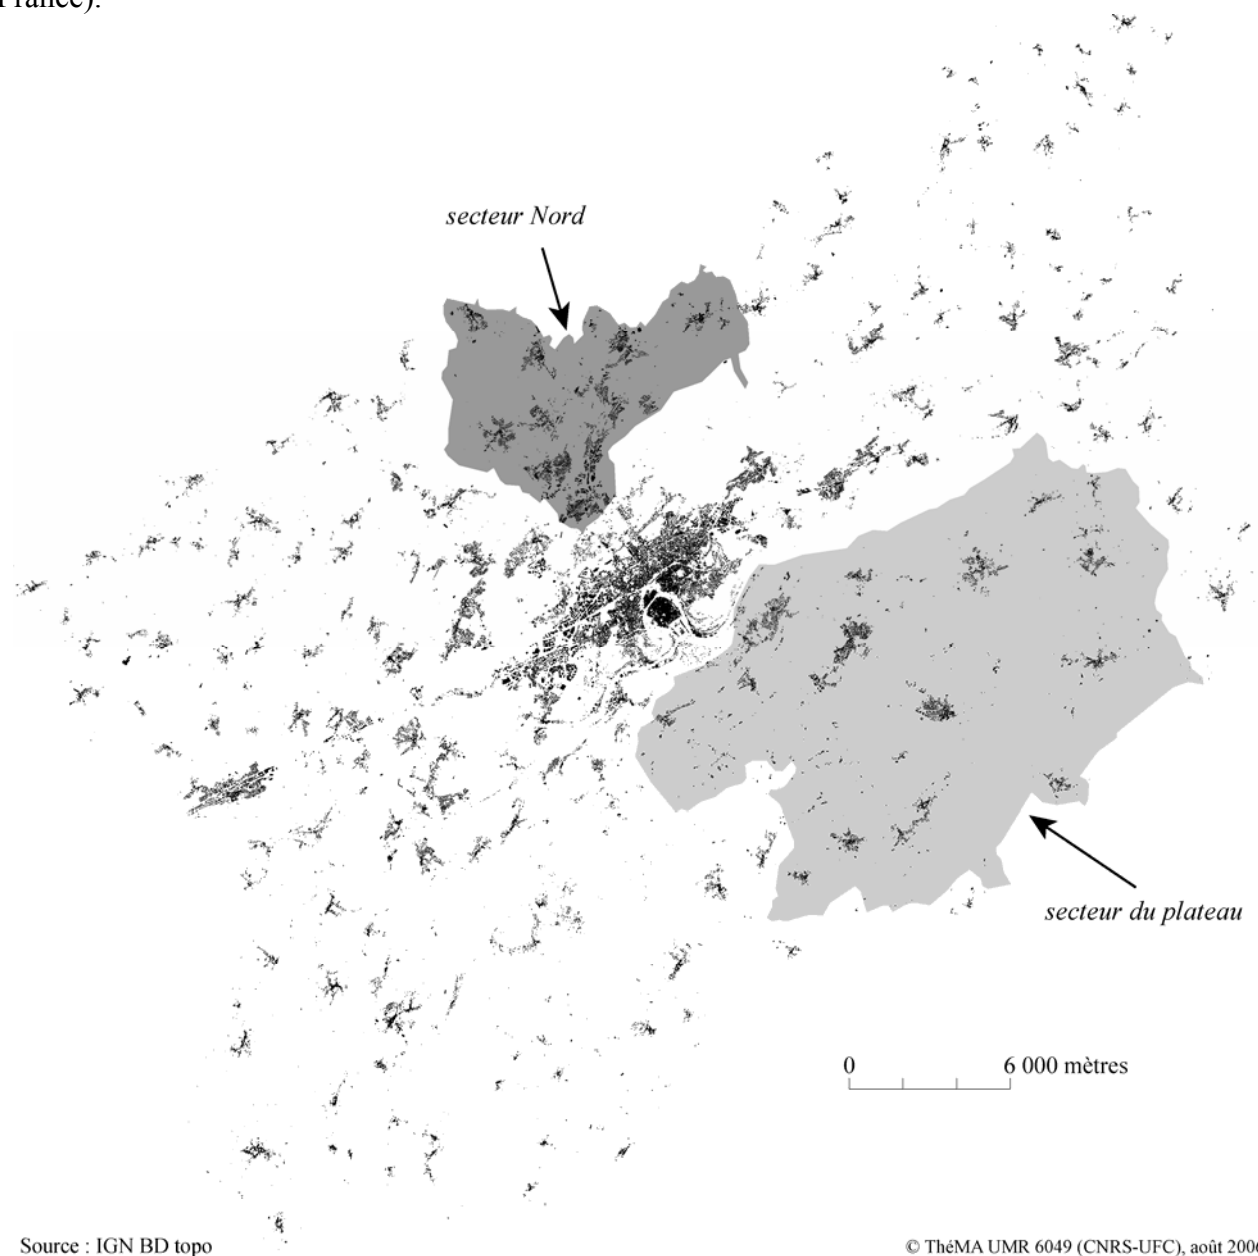 France).
secteur Nord
secteur du plateau
0 6 000 mètres
Source : IGN BD topo
© ThéMA UMR 6049 (CNRS-UFC), août 2006